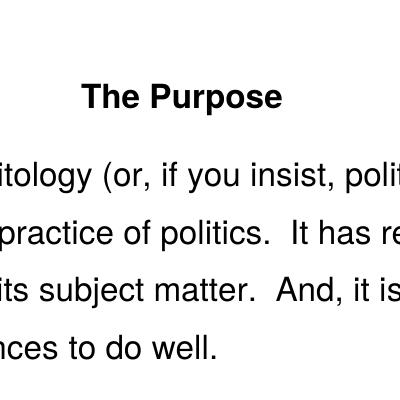 The Purpose
itology (or, if you insist, polit
practice of politics.  It has re
its subject matter.  And, it is
nces to do well.